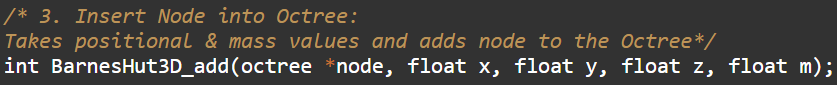 /* 3. Insert Node into Octree:
Takes positional & mass values and adds node to the Octree*/
int BarnesHut3D_add(octree *node, float x, float y, float z, float m);